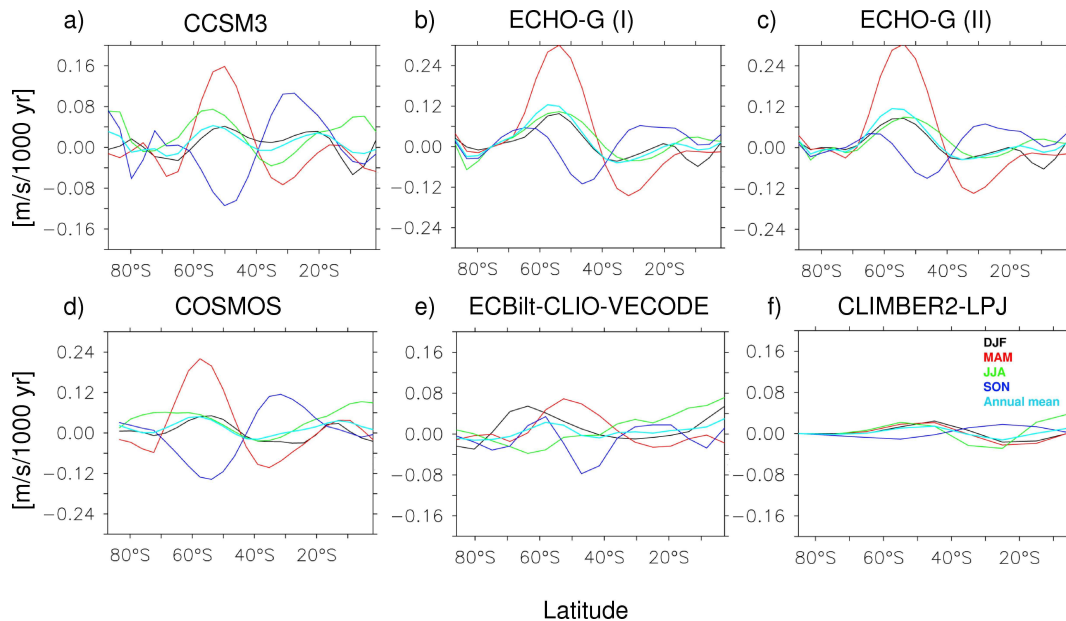 a) CCSM3
b) ECHO-G (I)
c) ECHO-G (II)
[m/s/1000 yr]
0.16
0.08
0.00
−0.08
−0.16
80°S 60°S 40°S 20°S
0.24
0.12
0.00
−0.12
−0.24
80°S 60°S 40°S 20°S
0.24
0.12
0.00
−0.12
−0.24
80°S 60°S 40°S 20°S
d) COSMOS
e) ECBilt-CLIO-VECODE
f) CLIMBER2-LPJ
[m/s/1000 yr]
0.24
0.12
0.00
−0.12
−0.24
80°S 60°S 40°S 20°S
0.16
0.08
0.00
−0.08
−0.16
80°S 60°S 40°S 20°S
0.16
0.08
0.00
−0.08
−0.16
DJF
MAM
JJA
SON
Annual mean
80°S 60°S 40°S 20°S
Latitude